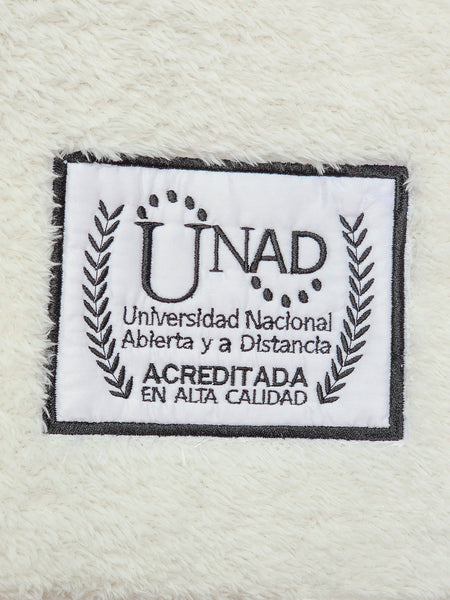 UNAD
Universidad Nacional
Abierta y a Distancia
ACREDITADA
EN ALTA CALIDAD